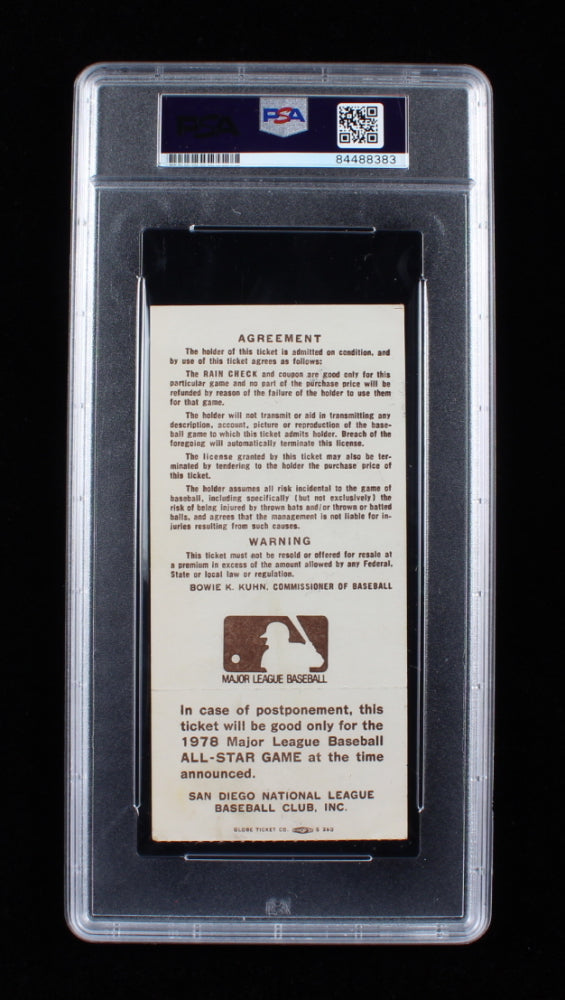 PSA
PSA
84488383
AGREEMENT
The holder of this ticket is admitted on condition, and
by use of this ticket agrees as follows:
The RAIN CHECK and coupon are good only for this
particular game and no part of the purchase price will be
refunded by reason of the failure of the holder to use them
for that game.
The holder will not transmit or aid in transmitting any
description, account, picture or reproduction of the base-
ball game to which this ticket admits holder. Breach of the
foregoing will automatically terminate this license.
The license granted by this ticket may also be ter-
minated by tendering to the holder the purchase price of
this ticket.
The holder assumes all risk incidental to the game of
baseball, including specifically (but not exclusively) the
risk of being injured by thrown bats and/or thrown or batted
balls, and agrees that the management is not liable for in-
juries resulting from such causes.
WARNING
This ticket must not be resold or offered for resale at
a premium in excess of the amount allowed by any Federal,
State or local law or regulation.
BOWIE K. KUHN, COMMISSIONER OF BASEBALL
MAJOR LEAGUE BASEBALL
In case of postponement, this
ticket will be good only for the
1978 Major League Baseball
ALL-STAR GAME at the time
announced.
SAN DIEGO NATIONAL LEAGUE
BASEBALL CLUB, INC.
GLOBE TICKET CO.